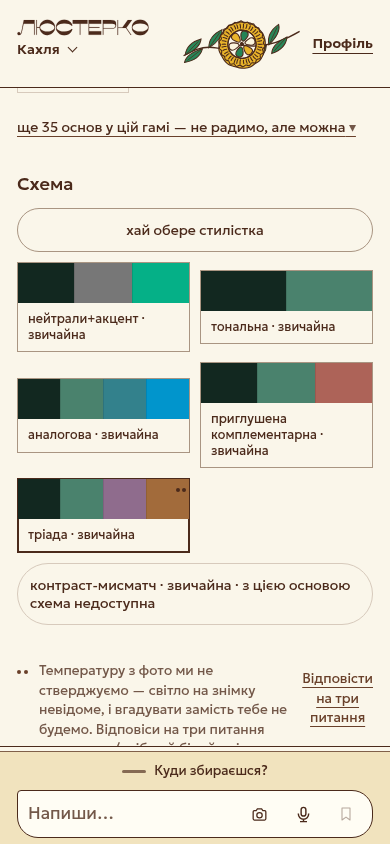 ЛЮСТЕРКО
Кахля
Профіль
ще 35 основ у цій гамі — не радимо, але можна ▾
Схема
хай обере стилістка
нейтрали+акцент ·
звичайна
тональна · звичайна
аналогова · звичайна
приглушена
комплементарна ·
звичайна
тріада · звичайна
контраст-мисматч · звичайна · з цією основою
схема недоступна
Температуру з фото ми не
стверджуємо — світло на знімку
невідоме, і вгадувати замість тебе не
будемо. Відповіси на три питання
Відповісти
на три
питання
Куди збираєшся?
Напиши...